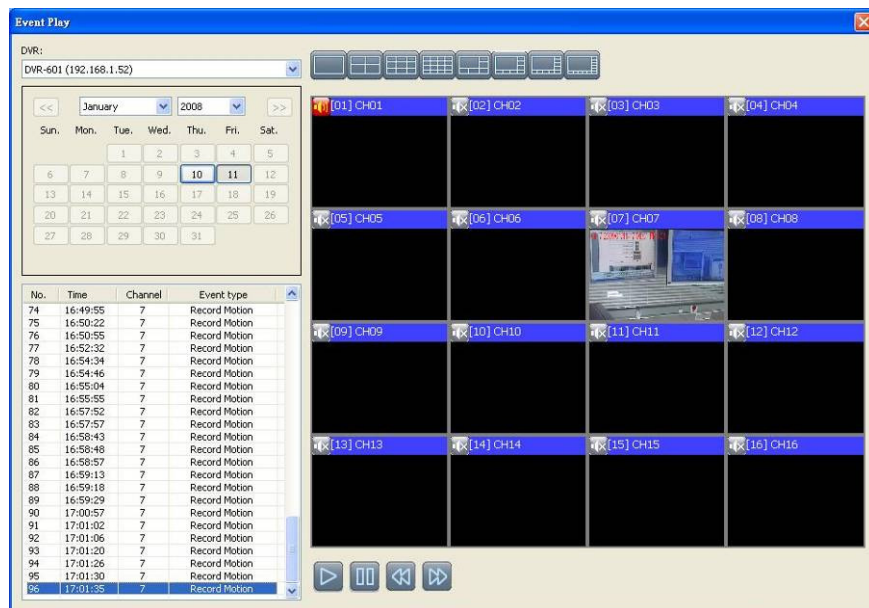 Event Play
DVR:
DVR-601 (192.168.1.52)
<< January 2008 >>
Sun. Mon. Tue. Wed. Thu. Fri. Sat.
1 2 3 4 5
6 7 8 9 10 11 12
13 14 15 16 17 18 19
20 21 22 23 24 25 26
27 28 29 30 31
No. Time Channel Event type
74 16:49:55 7 Record Motion
75 16:50:22 7 Record Motion
76 16:50:55 7 Record Motion
77 16:52:32 7 Record Motion
78 16:54:34 7 Record Motion
79 16:54:46 7 Record Motion
80 16:55:04 7 Record Motion
81 16:55:55 7 Record Motion
82 16:57:52 7 Record Motion
83 16:57:57 7 Record Motion
84 16:58:43 7 Record Motion
85 16:58:48 7 Record Motion
86 16:58:57 7 Record Motion
87 16:59:13 7 Record Motion
88 16:59:18 7 Record Motion
89 16:59:29 7 Record Motion
90 17:00:57 7 Record Motion
91 17:01:02 7 Record Motion
92 17:01:06 7 Record Motion
93 17:01:20 7 Record Motion
94 17:01:26 7 Record Motion
95 17:01:30 7 Record Motion
96 17:01:35 7 Record Motion
[01] CH01 [02] CH02 [03] CH03 [04] CH04
[05] CH05 [06] CH06 [07] CH07 [08] CH08
[09] CH09 [10] CH10 [11] CH11 [12] CH12
[13] CH13 [14] CH14 [15] CH15 [16] CH16